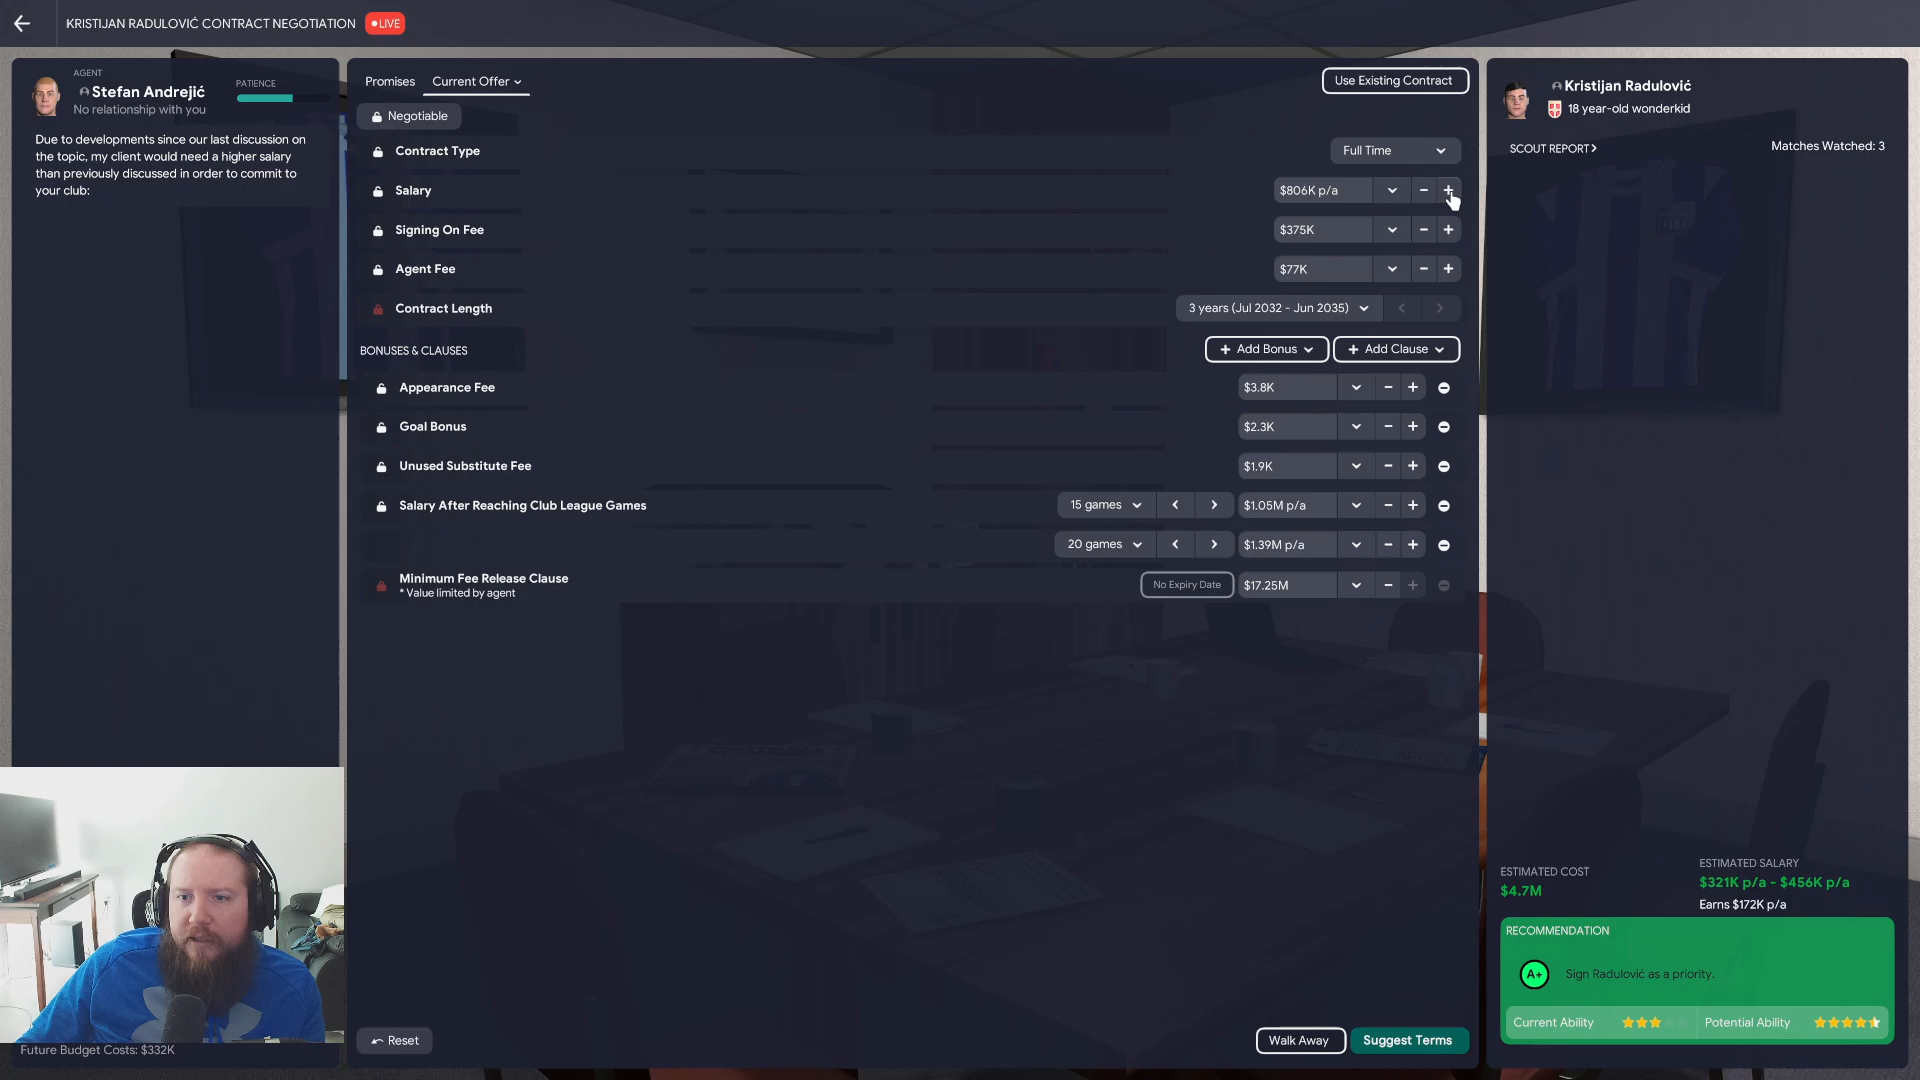 KRISTIJAN RADULOVIĆ CONTRACT NEGOTIATION
LIVE
AGENT
Stefan Andrejić
No relationship with you
PATIENCE
Due to developments since our last discussion on
the topic, my client would need a higher salary
than previously discussed in order to commit to
your club:
Promises
Current Offer
Use Existing Contract
Negotiable
Contract Type
Full Time
Salary
$806K p/a
Signing On Fee
$375K
Agent Fee
$77K
Contract Length
3 years (Jul 2032 - Jun 2035)
BONUSES & CLAUSES
+ Add Bonus
+ Add Clause
Appearance Fee
$3.8K
Goal Bonus
$2.3K
Unused Substitute Fee
$1.9K
Salary After Reaching Club League Games
15 games
$1.05M p/a
20 games
$1.39M p/a
Minimum Fee Release Clause
* Value limited by agent
No Expiry Date
$17.25M
Reset
Walk Away
Suggest Terms
Kristijan Radulović
18 year-old wonderkid
SCOUT REPORT
Matches Watched: 3
ESTIMATED COST
$4.7M
ESTIMATED SALARY
$321K p/a - $456K p/a
Earns $172K p/a
RECOMMENDATION
A+
Sign Radulović as a priority.
Current Ability
Potential Ability
Future Budget Costs: $332K